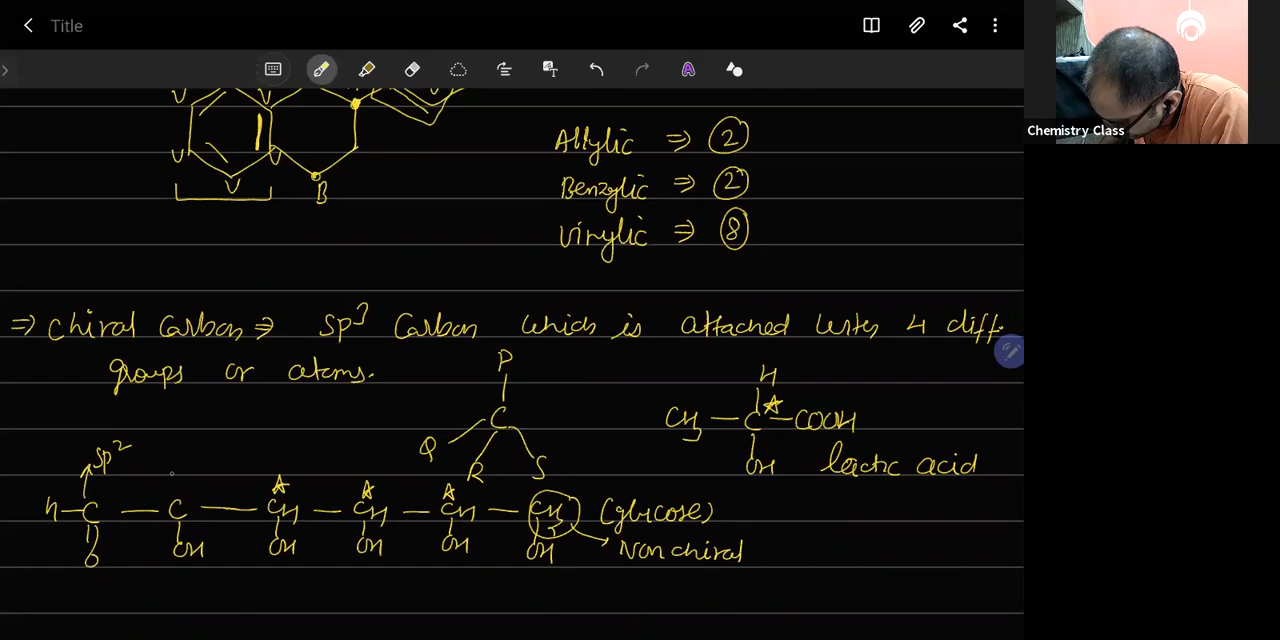 Title
Chemistry Class
U U
U U
U B
Allylic ⇒ 2
Benzylic ⇒ 2
Vinylic ⇒ 8
⇒ Chiral Carbon ⇒ Sp3 Carbon which is attached with 4 diff
groups or atoms.
P
C
Q R S
H
CH3 — C — COOH
OH lactic acid
Sp2
H — C — C — CH — CH — CH — CH2 (glucose)
O OH OH OH OH OH Non chiral